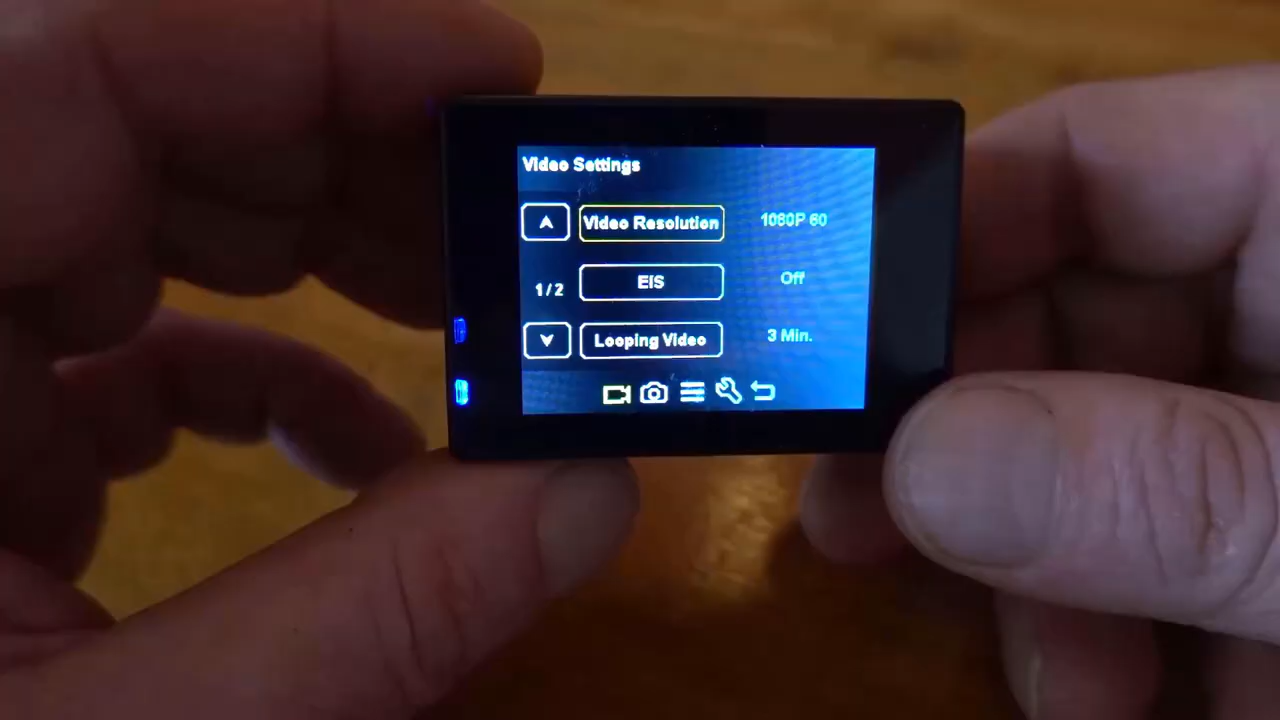 Video Settings
Video Resolution 1080P 60
EIS Off
1/2
Looping Video 3 Min.